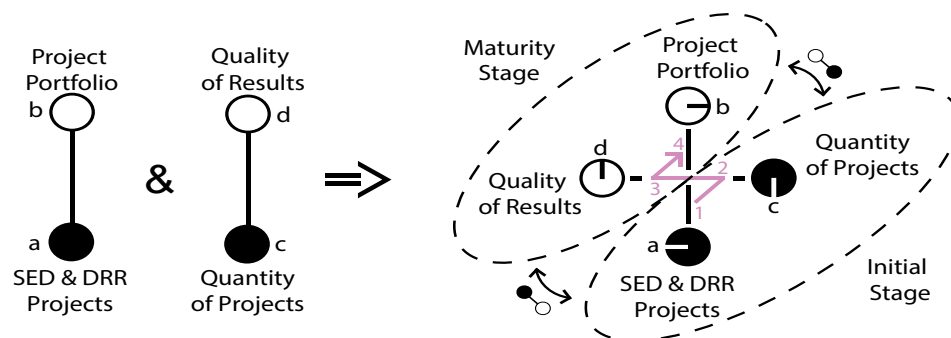 Project
Portfolio
b
a
SED & DRR
Projects
&
Quality
of Results
d
c
Quantity
of Projects
Maturity
Stage
Project
Portfolio
b
d
4
2
3
1
Quality
of Results
Quantity
of Projects
c
a
SED & DRR
Projects
Initial
Stage